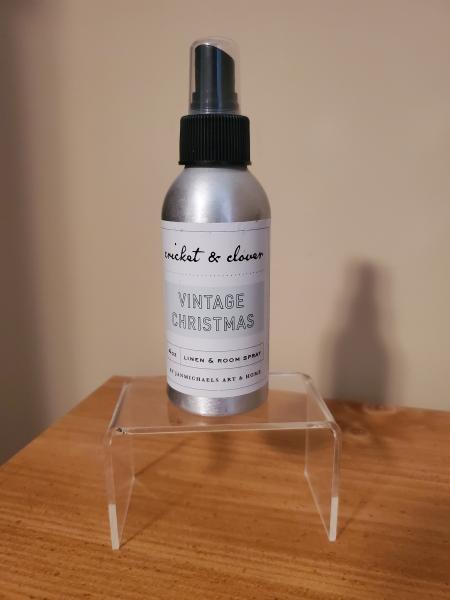 cricket & clover
VINTAGE
CHRISTMAS
4oz LINEN & ROOM SPRAY
BY JANMICHAELS ART & HOME